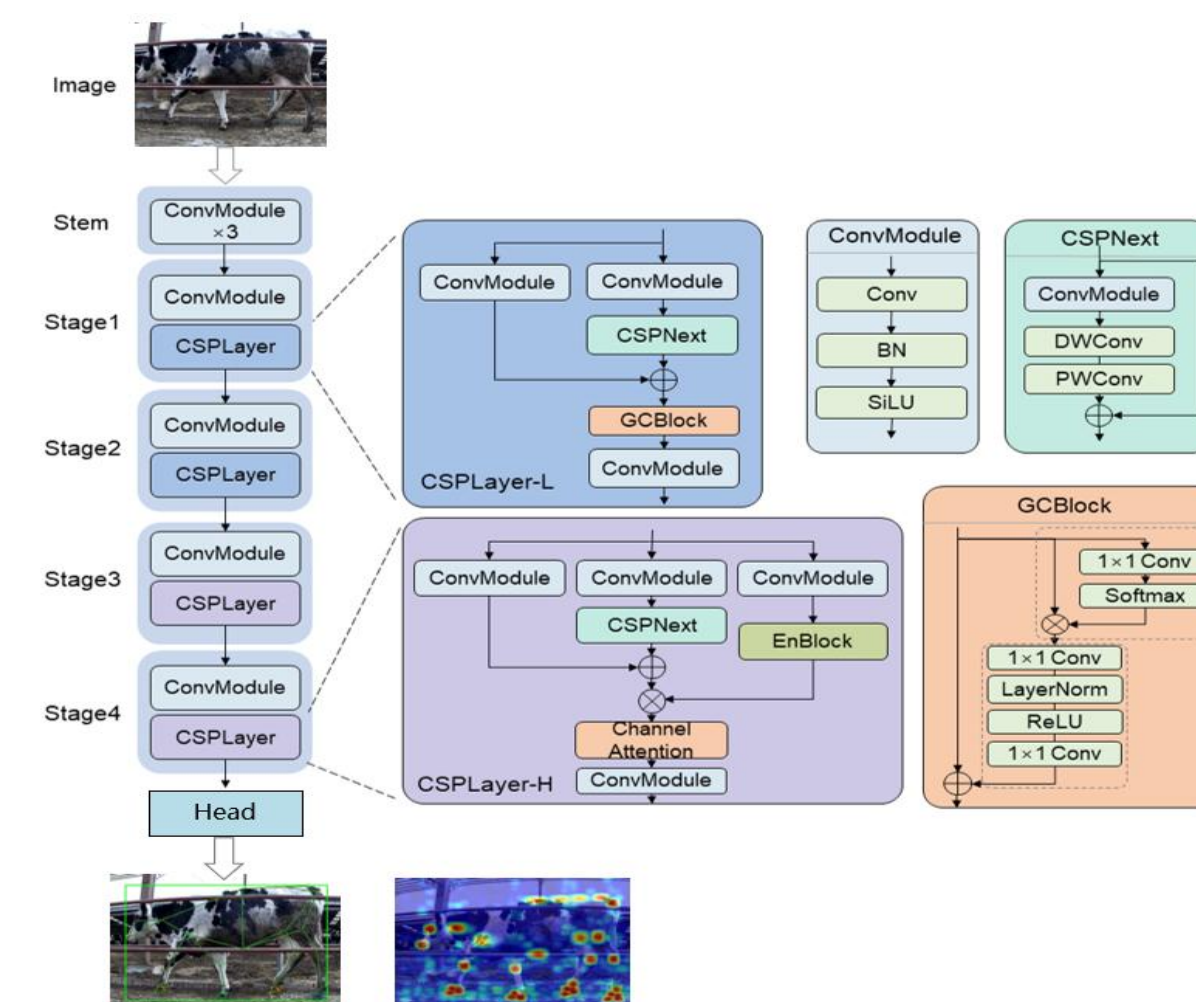 Image
Stem
ConvModule
×3
Stage1
ConvModule
CSPLayer
Stage2
ConvModule
CSPLayer
Stage3
ConvModule
CSPLayer
Stage4
ConvModule
CSPLayer
Head
ConvModule
ConvModule
CSPNext
GCBlock
ConvModule
CSPLayer-L
ConvModule
ConvModule
ConvModule
CSPNext
EnBlock
Channel
Attention
ConvModule
CSPLayer-H
ConvModule
Conv
BN
SiLU
CSPNext
ConvModule
DWConv
PWConv
GCBlock
1×1 Conv
Softmax
1×1 Conv
LayerNorm
ReLU
1×1 Conv